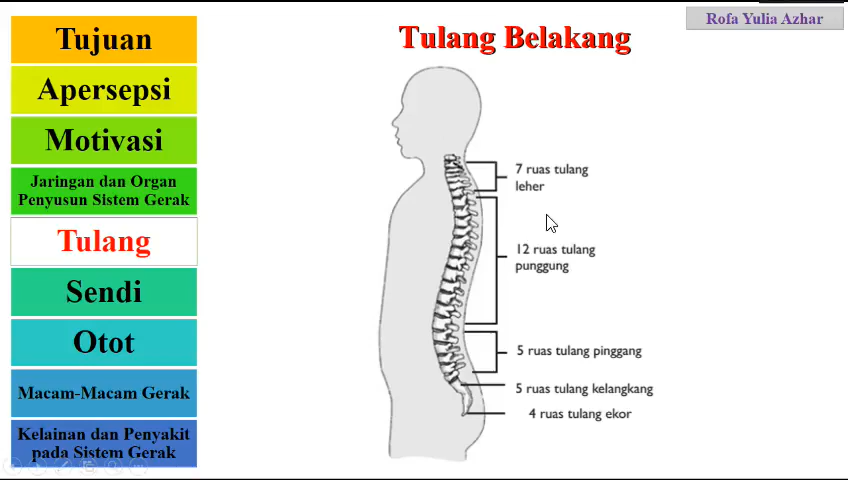 Rofa Yulia Azhar
Tulang Belakang
Tujuan
Apersepsi
Motivasi
Jaringan dan Organ
Penyusun Sistem Gerak
Tulang
Sendi
Otot
Macam-Macam Gerak
Kelainan dan Penyakit
pada Sistem Gerak
7 ruas tulang
leher
12 ruas tulang
punggung
5 ruas tulang pinggang
5 ruas tulang kelangkang
4 ruas tulang ekor